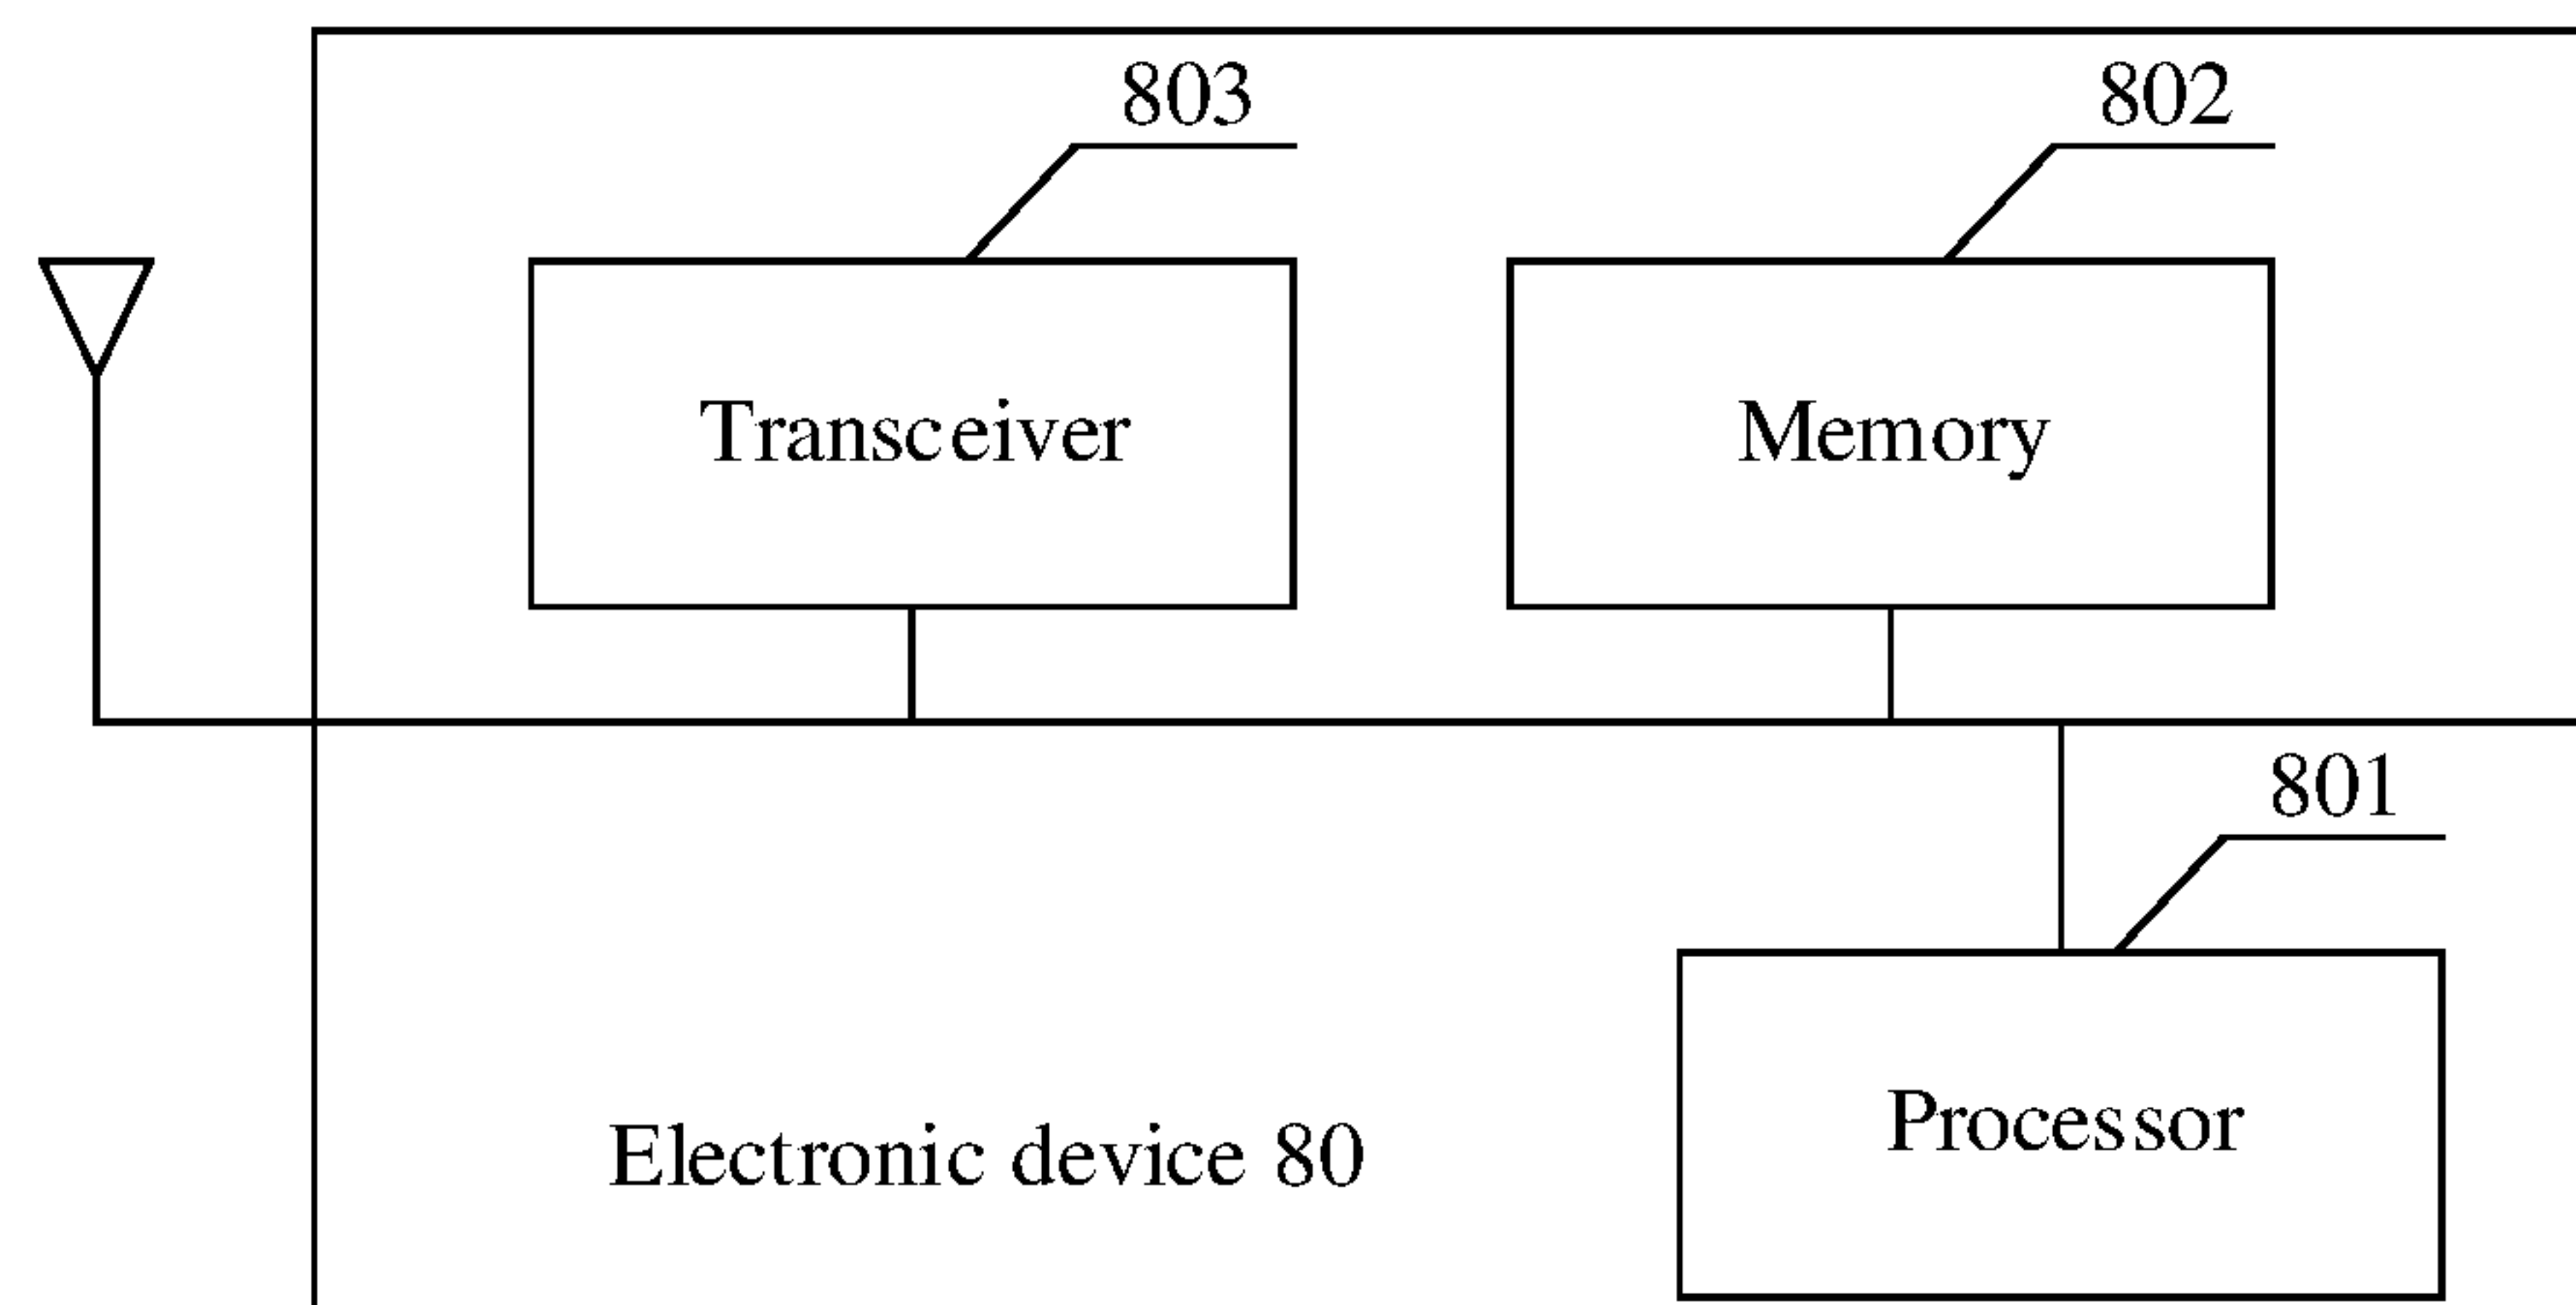 803
802
Transceiver
Memory
801
Processor
Electronic device 80